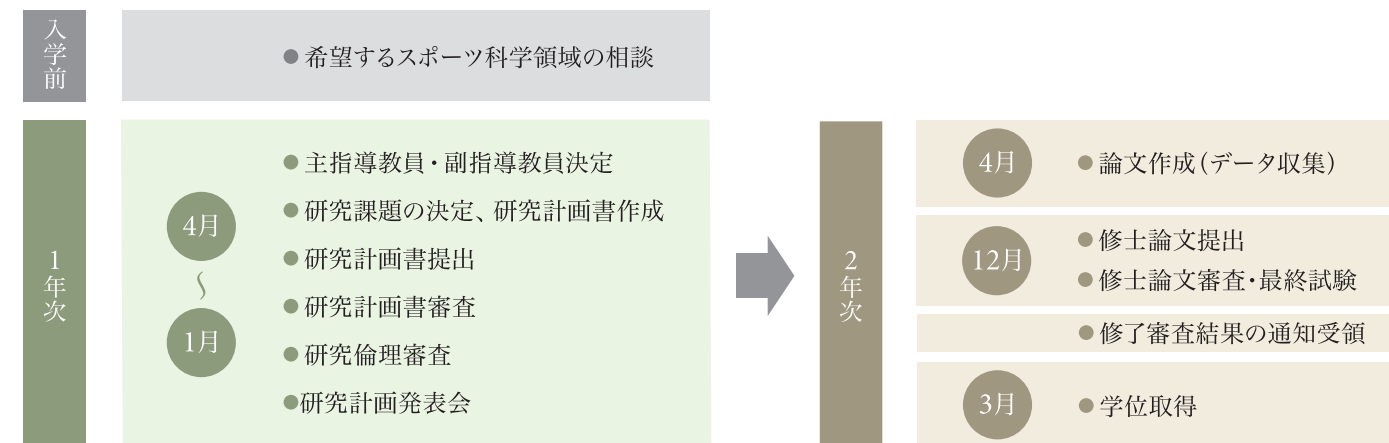 入学前
●希望するスポーツ科学領域の相談
1年次
4月
〜
1月
●主指導教員・副指導教員決定
●研究課題の決定、研究計画書作成
●研究計画書提出
●研究計画書審査
●研究倫理審査
●研究計画発表会
2年次
4月
●論文作成（データ収集）
12月
●修士論文提出
●修士論文審査・最終試験
●修了審査結果の通知受領
3月
●学位取得